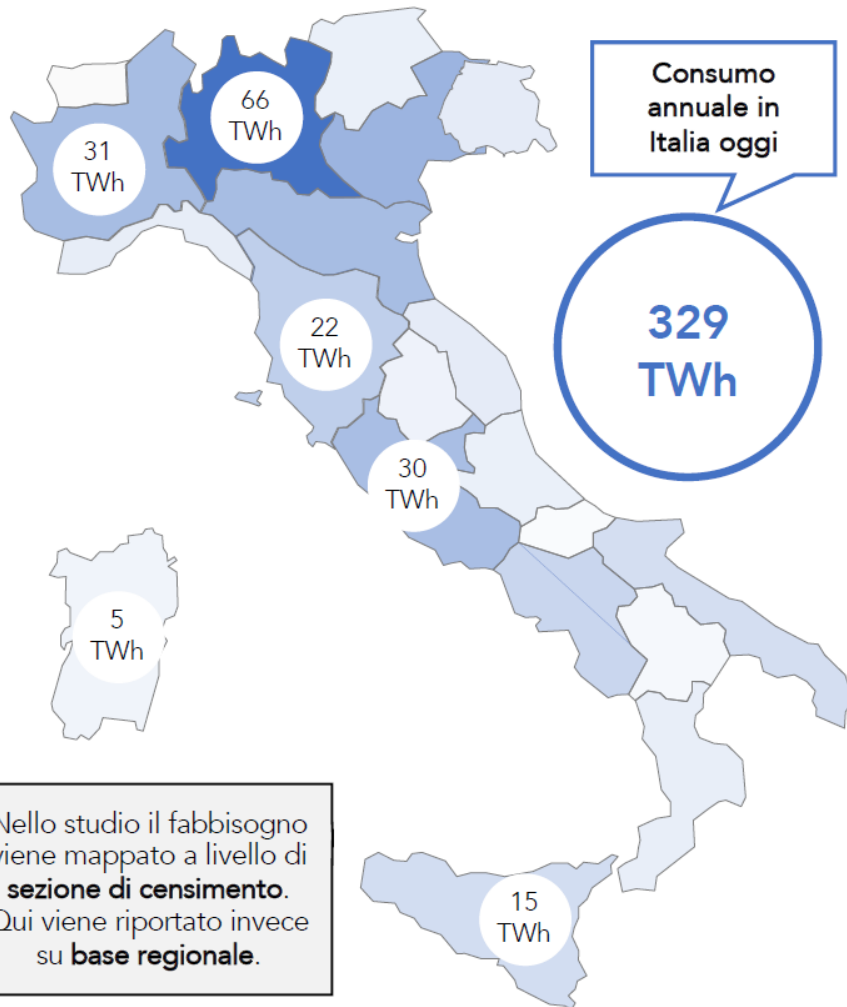 Consumo
annuale in
Italia oggi
66
TWh
31
TWh
329
TWh
22
TWh
30
TWh
5
TWh
Nello studio il fabbisogno
viene mappato a livello di
sezione di censimento.
Qui viene riportato invece
su base regionale.
15
TWh